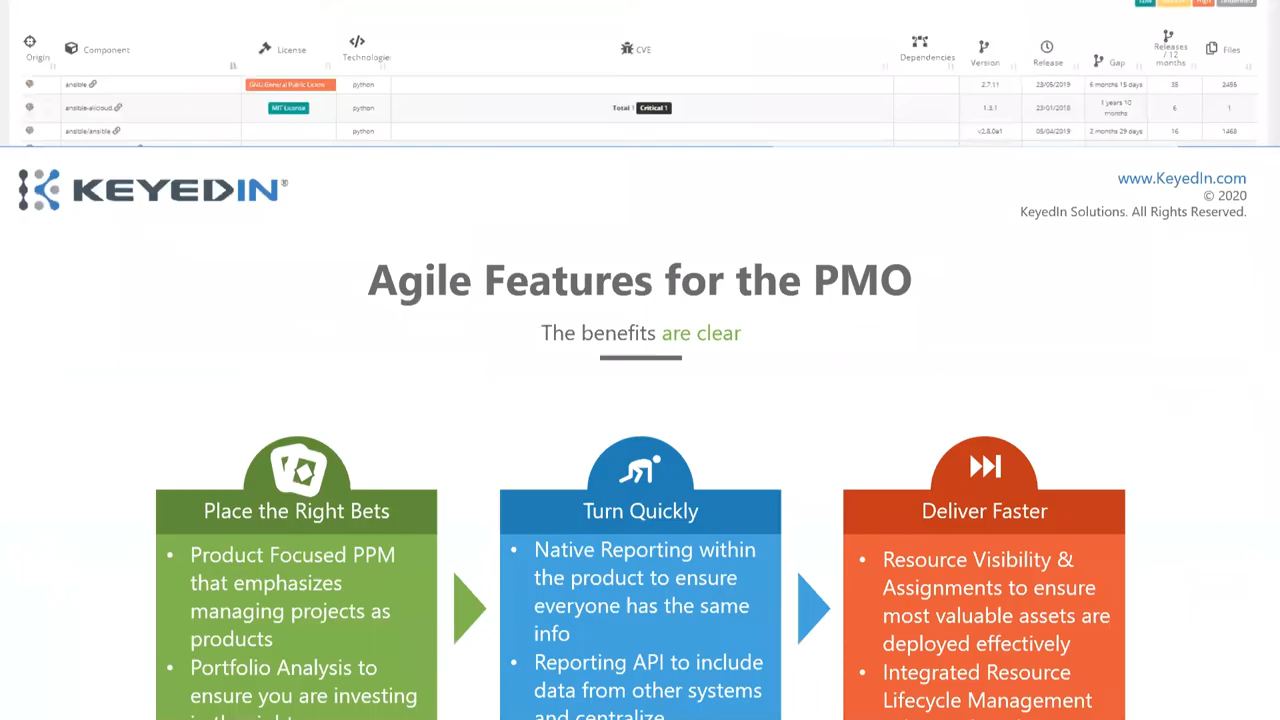 Origin
Component
License
Technologie
CVE
Dependencies
Version
Release
Gap
Releases
/ 12
months
Files
ansible
python
2.7.11
23/05/2019
6 months 15 days
35
ansible-alicloud
MIT License
python
Total 1 Critical 1
1.3.1
23/01/2018
1 years 10
months
6
1
ansible/ansible
python
v2.8.0a1
05/04/2019
2 months 29 days
16
1463
KEYEDIN®
www.KeyedIn.com
© 2020
KeyedIn Solutions. All Rights Reserved.
Agile Features for the PMO
The benefits are clear
Place the Right Bets
• Product Focused PPM
that emphasizes
managing projects as
products
• Portfolio Analysis to
ensure you are investing
Turn Quickly
• Native Reporting within
the product to ensure
everyone has the same
info
• Reporting API to include
data from other systems
and centralize
Deliver Faster
• Resource Visibility &
Assignments to ensure
most valuable assets are
deployed effectively
• Integrated Resource
Lifecycle Management